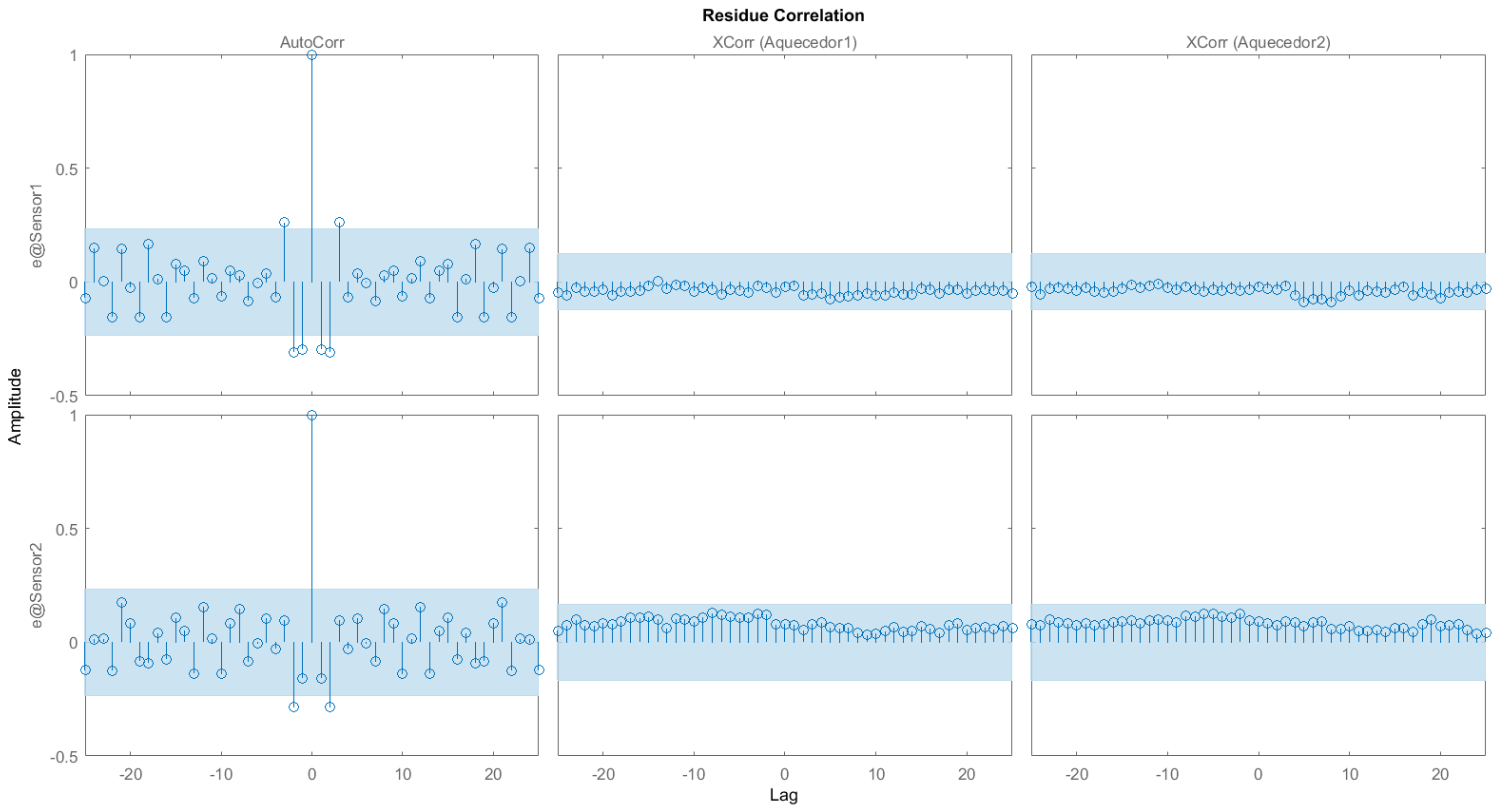 Residue Correlation
AutoCorr
XCorr (Aquecedor1)
XCorr (Aquecedor2)
1
0.5
0
-0.5
e@Sensor1
Amplitude
1
0.5
0
-0.5
e@Sensor2
-20 -10 0 10 20
-20 -10 0 10 20
-20 -10 0 10 20
Lag